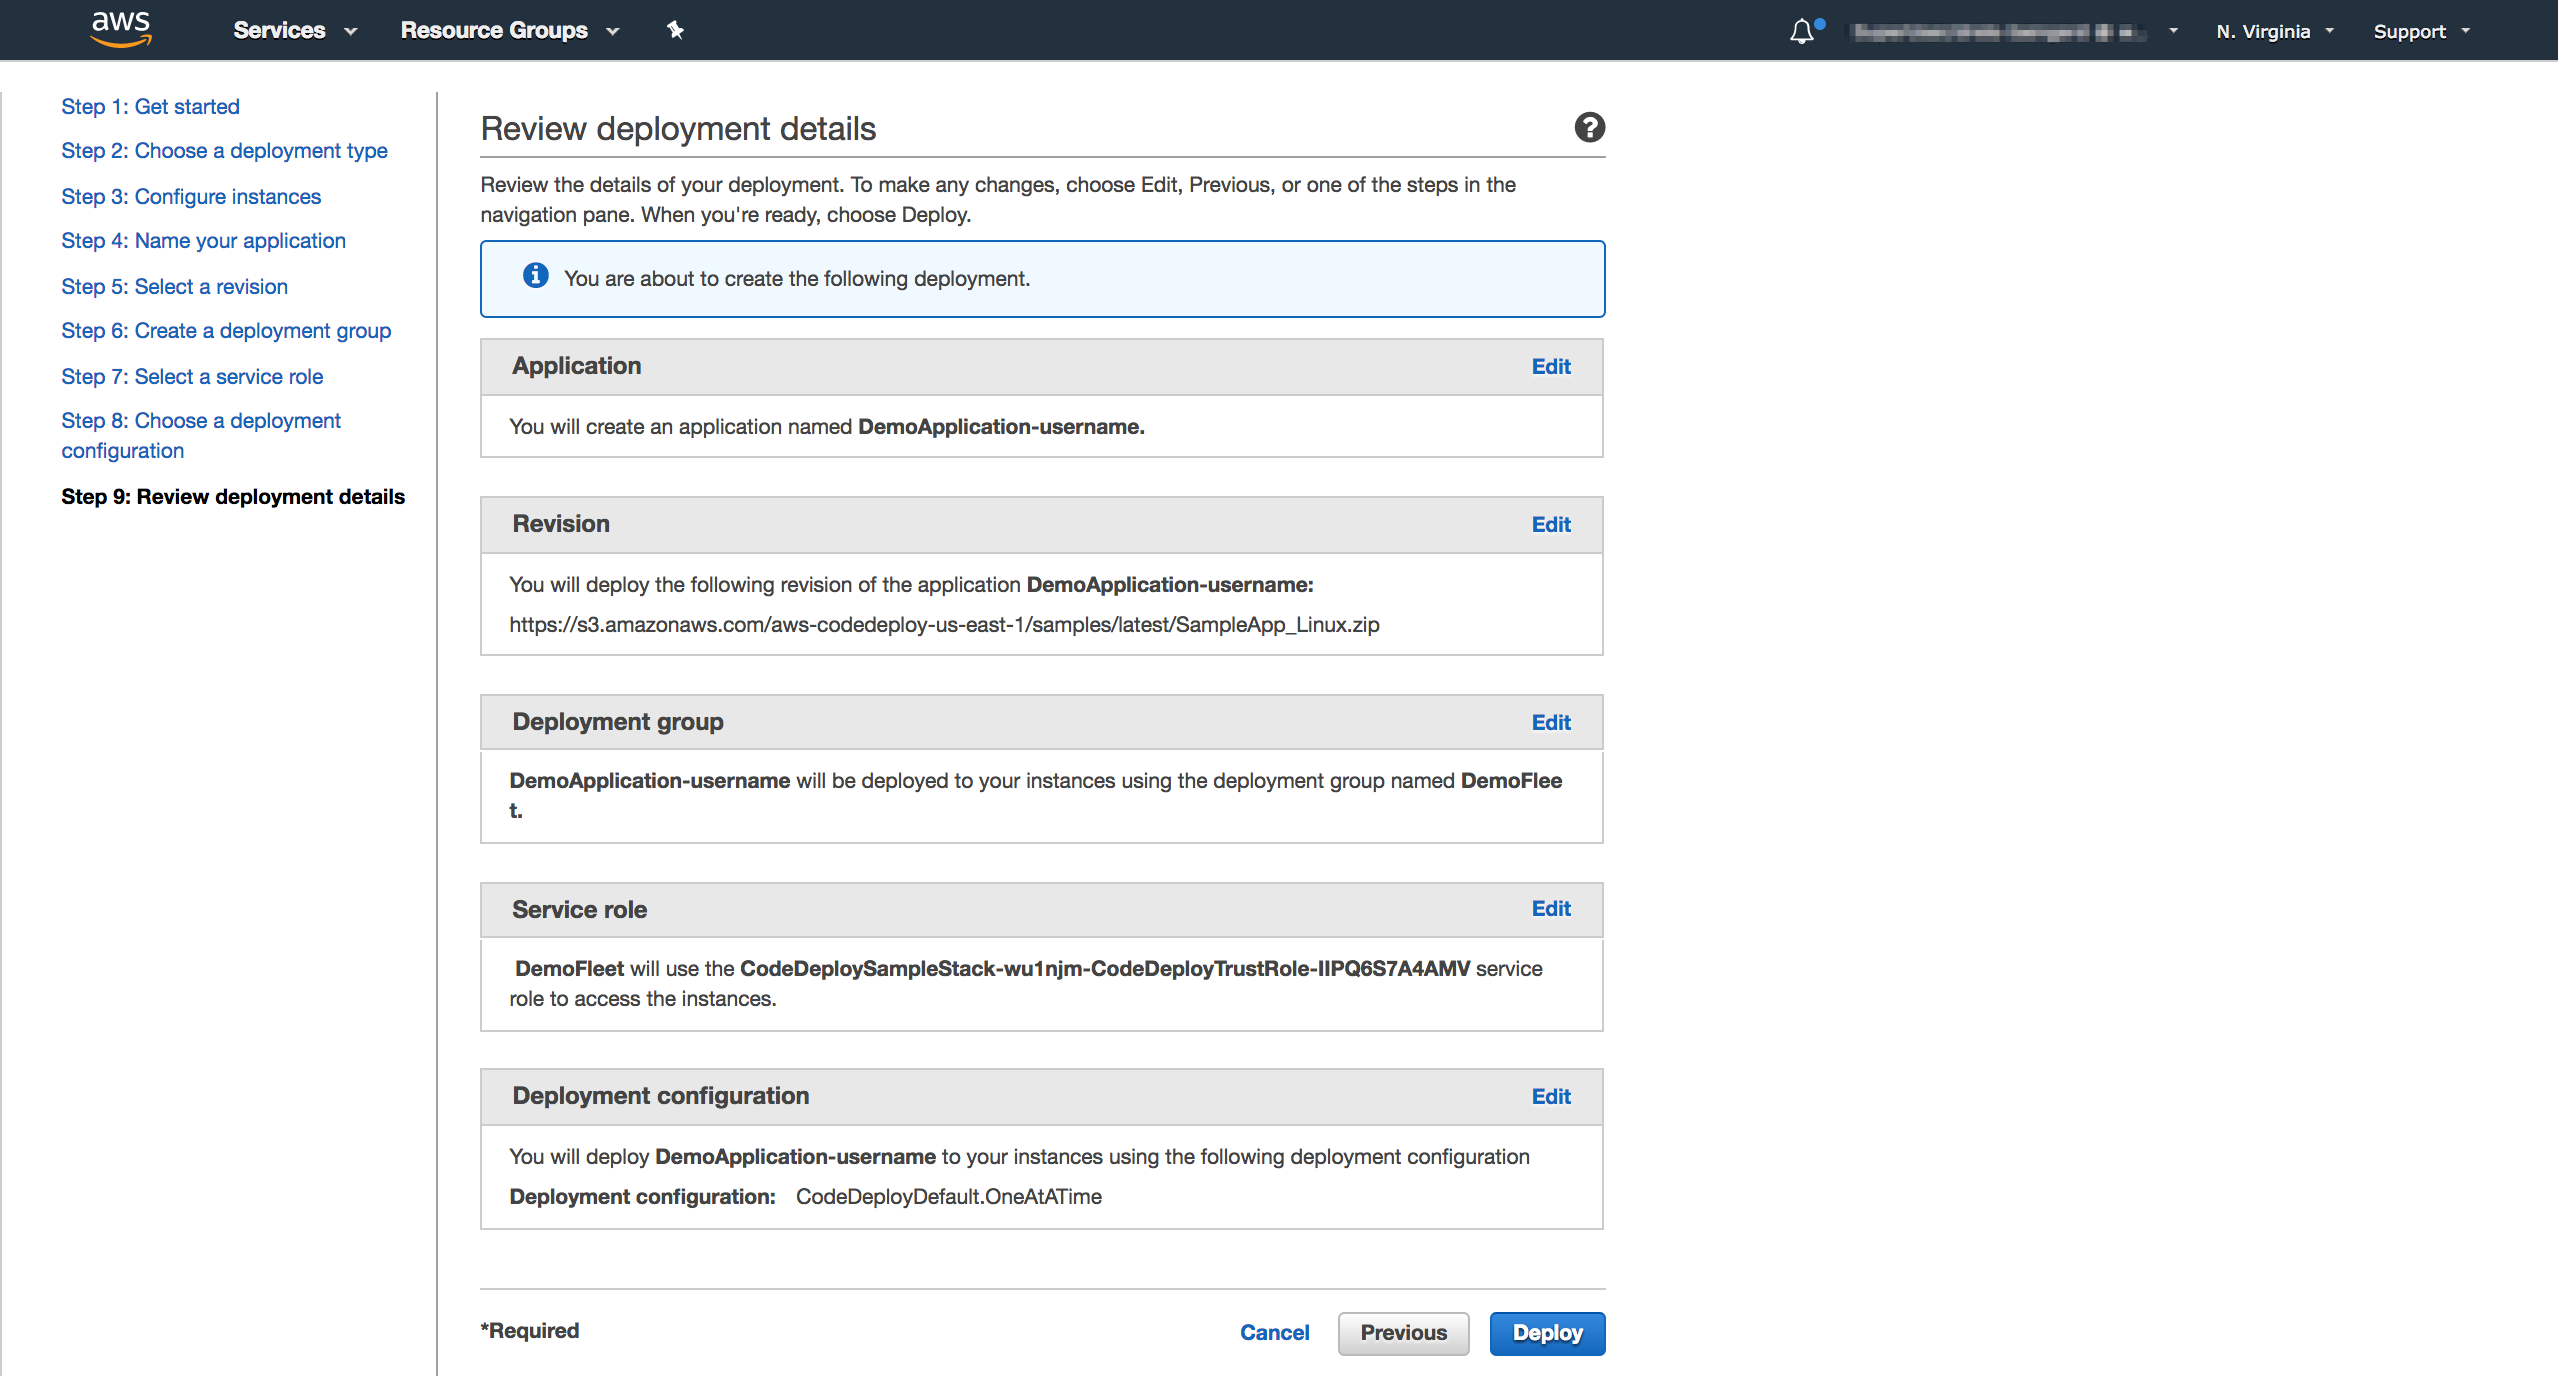 aws Services Resource Groups N. Virginia Support
Step 1: Get started
Step 2: Choose a deployment type
Step 3: Configure instances
Step 4: Name your application
Step 5: Select a revision
Step 6: Create a deployment group
Step 7: Select a service role
Step 8: Choose a deployment
configuration
Step 9: Review deployment details
Review deployment details
Review the details of your deployment. To make any changes, choose Edit, Previous, or one of the steps in the
navigation pane. When you're ready, choose Deploy.
You are about to create the following deployment.
Application Edit
You will create an application named DemoApplication-username.
Revision Edit
You will deploy the following revision of the application DemoApplication-username:
https://s3.amazonaws.com/aws-codedeploy-us-east-1/samples/latest/SampleApp_Linux.zip
Deployment group Edit
DemoApplication-username will be deployed to your instances using the deployment group named DemoFlee
t.
Service role Edit
DemoFleet will use the CodeDeploySampleStack-wu1njm-CodeDeployTrustRole-IIPQ6S7A4AMV service
role to access the instances.
Deployment configuration Edit
You will deploy DemoApplication-username to your instances using the following deployment configuration
Deployment configuration: CodeDeployDefault.OneAtATime
*Required Cancel Previous Deploy